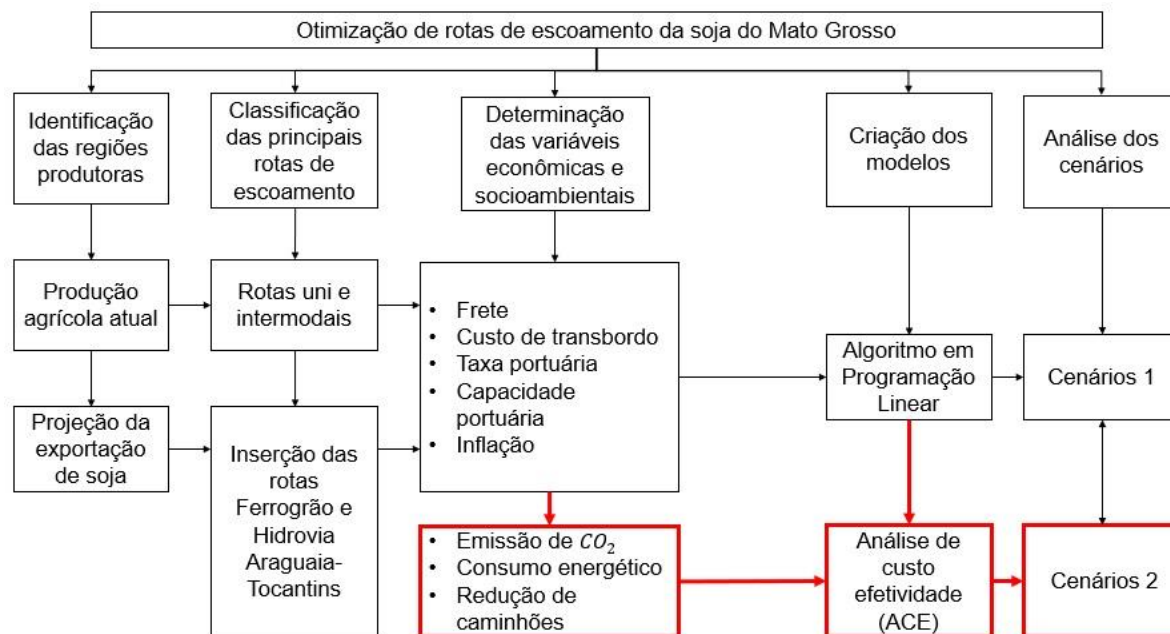 Otimização de rotas de escoamento da soja do Mato Grosso
Identificação
das regiões
produtoras
Classificação
das principais
rotas de
escoamento
Determinação
das variáveis
econômicas e
socioambientais
Criação dos
modelos
Análise dos
cenários
Produção
agrícola atual
Rotas uni e
intermodais
• Frete
• Custo de transbordo
• Taxa portuária
• Capacidade
portuária
• Inflação
Algoritmo em
Programação
Linear
Cenários 1
Projeção da
exportação
de soja
Inserção das
rotas
Ferrogrão e
Hidrovia
Araguaia-
Tocantins
• Emissão de CO₂
• Consumo energético
• Redução de
caminhões
Análise de
custo
efetividade
(ACE)
Cenários 2